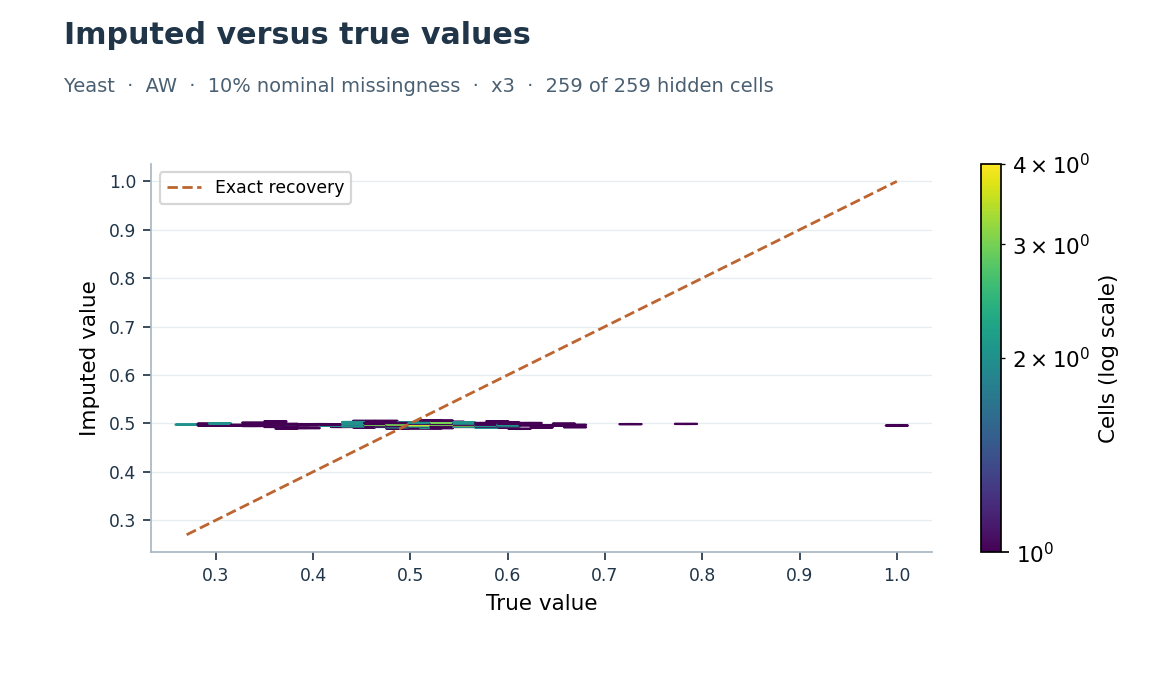 Imputed versus true values
Yeast · AW · 10% nominal missingness · x3 · 259 of 259 hidden cells
Exact recovery
1.0
0.9
0.8
0.7
0.6
0.5
0.4
0.3
Imputed value
0.3 0.4 0.5 0.6 0.7 0.8 0.9 1.0
True value
4 × 10⁰
3 × 10⁰
2 × 10⁰
10⁰
Cells (log scale)